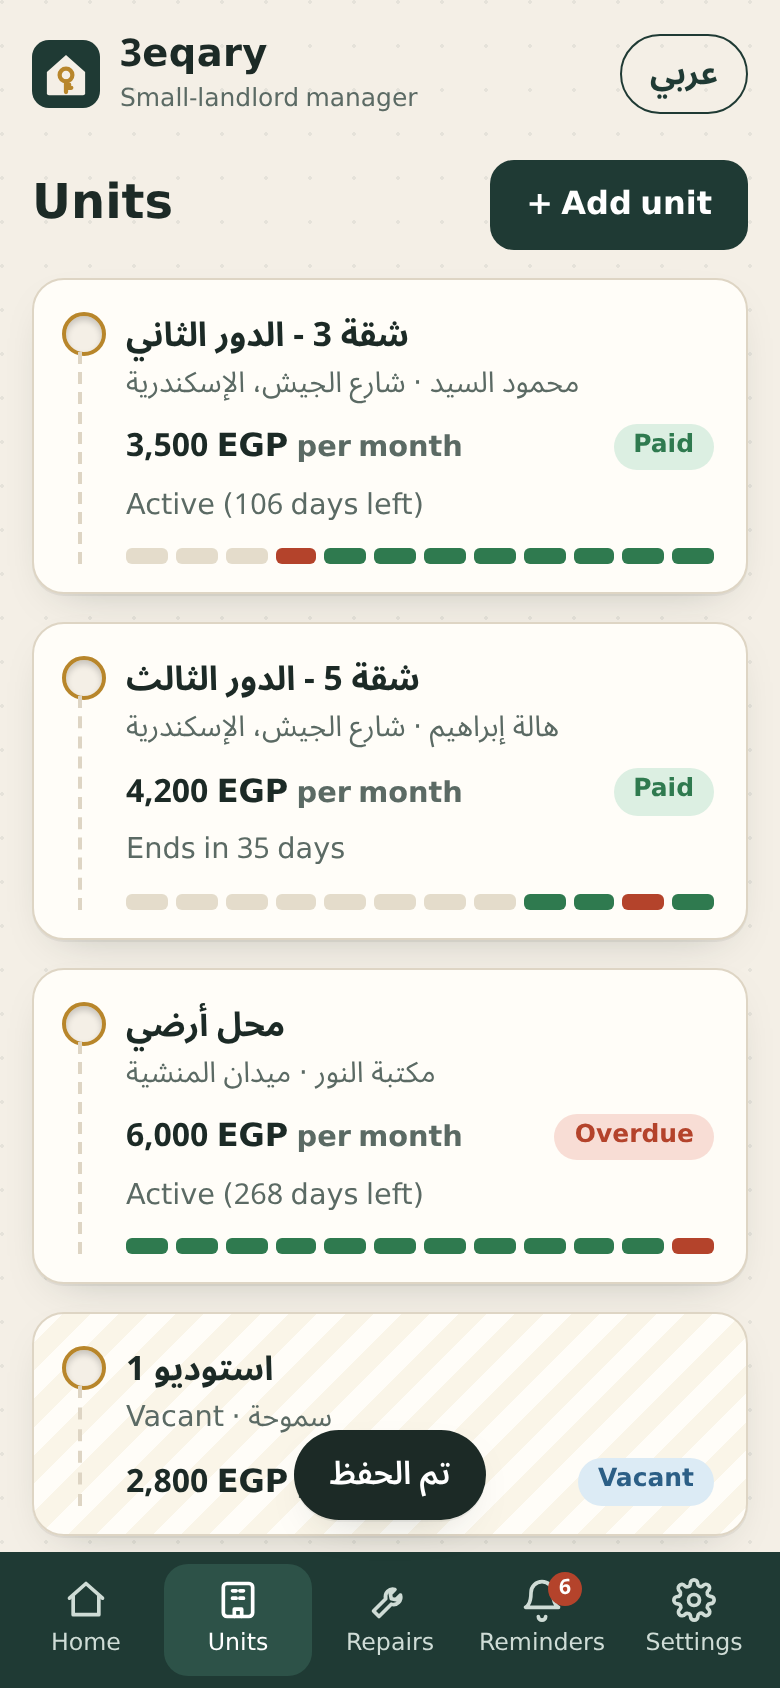 3eqary
Small-landlord manager
عربي
Units
+ Add unit
شقة 3 - الدور الثاني
محمود السيد · شارع الجيش، الإسكندرية
3,500 EGP per month
Paid
Active (106 days left)
شقة 5 - الدور الثالث
هالة إبراهيم · شارع الجيش، الإسكندرية
4,200 EGP per month
Paid
Ends in 35 days
محل أرضي
مكتبة النور · ميدان المنشية
6,000 EGP per month
Overdue
Active (268 days left)
استوديو 1
Vacant · سموحة
2,800 EGP
Vacant
تم الحفظ
Home
Units
Repairs
6
Reminders
Settings